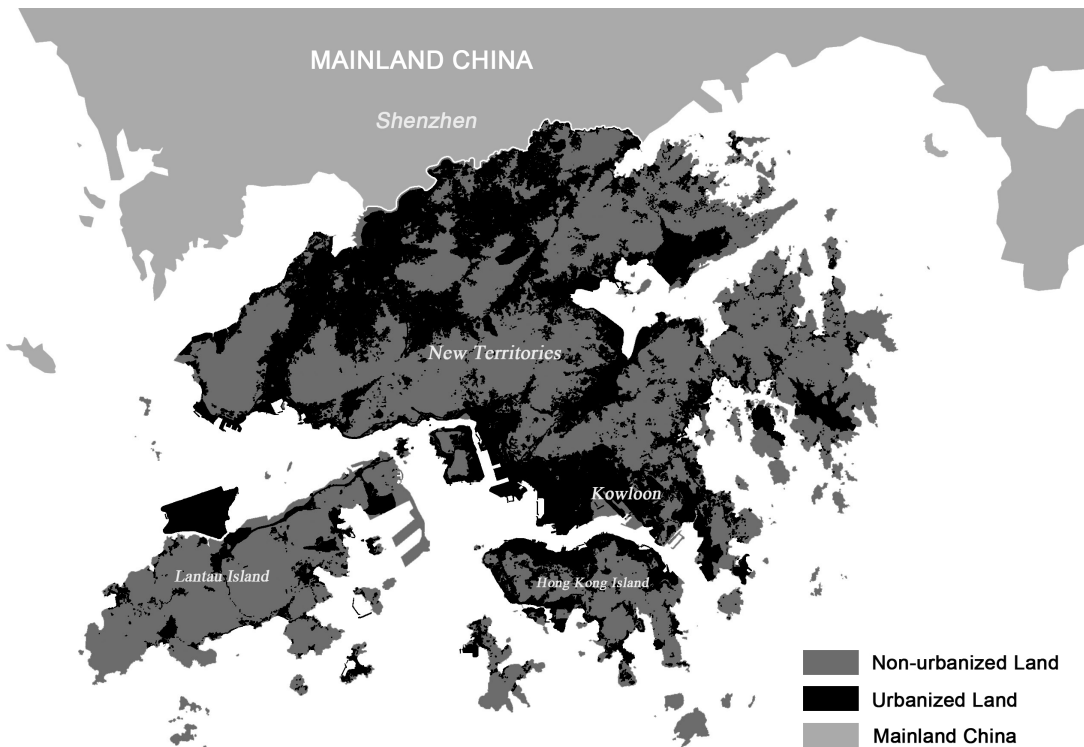 MAINLAND CHINA
Shenzhen
New Territories
Kowloon
Lantau Island
Hong Kong Island
Non-urbanized Land
Urbanized Land
Mainland China